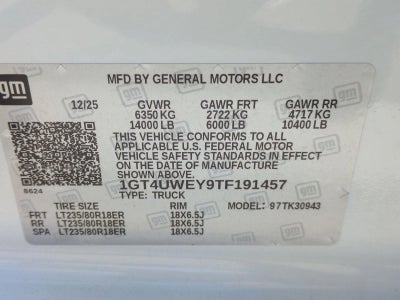 gm
MFD BY GENERAL MOTORS LLC
12/25 GVWR GAWR FRT GAWR RR
6350 KG 2722 KG 4717 KG
14000 LB 6000 LB 10400 LB
THIS VEHICLE CONFORMS TO ALL
APPLICABLE U.S. FEDERAL MOTOR
VEHICLE SAFETY STANDARDS IN EFFECT
ON THE DATE OF MANUFACTURE
SHOWN ABOVE.
8624
1GT4UWEY9TF191457
TYPE: TRUCK
TIRE SIZE RIM MODEL: 97TK30943
FRT LT235/80R18ER 18X6.5J
RR LT235/80R18ER 18X6.5J
SPA LT235/80R18ER 18X6.5J